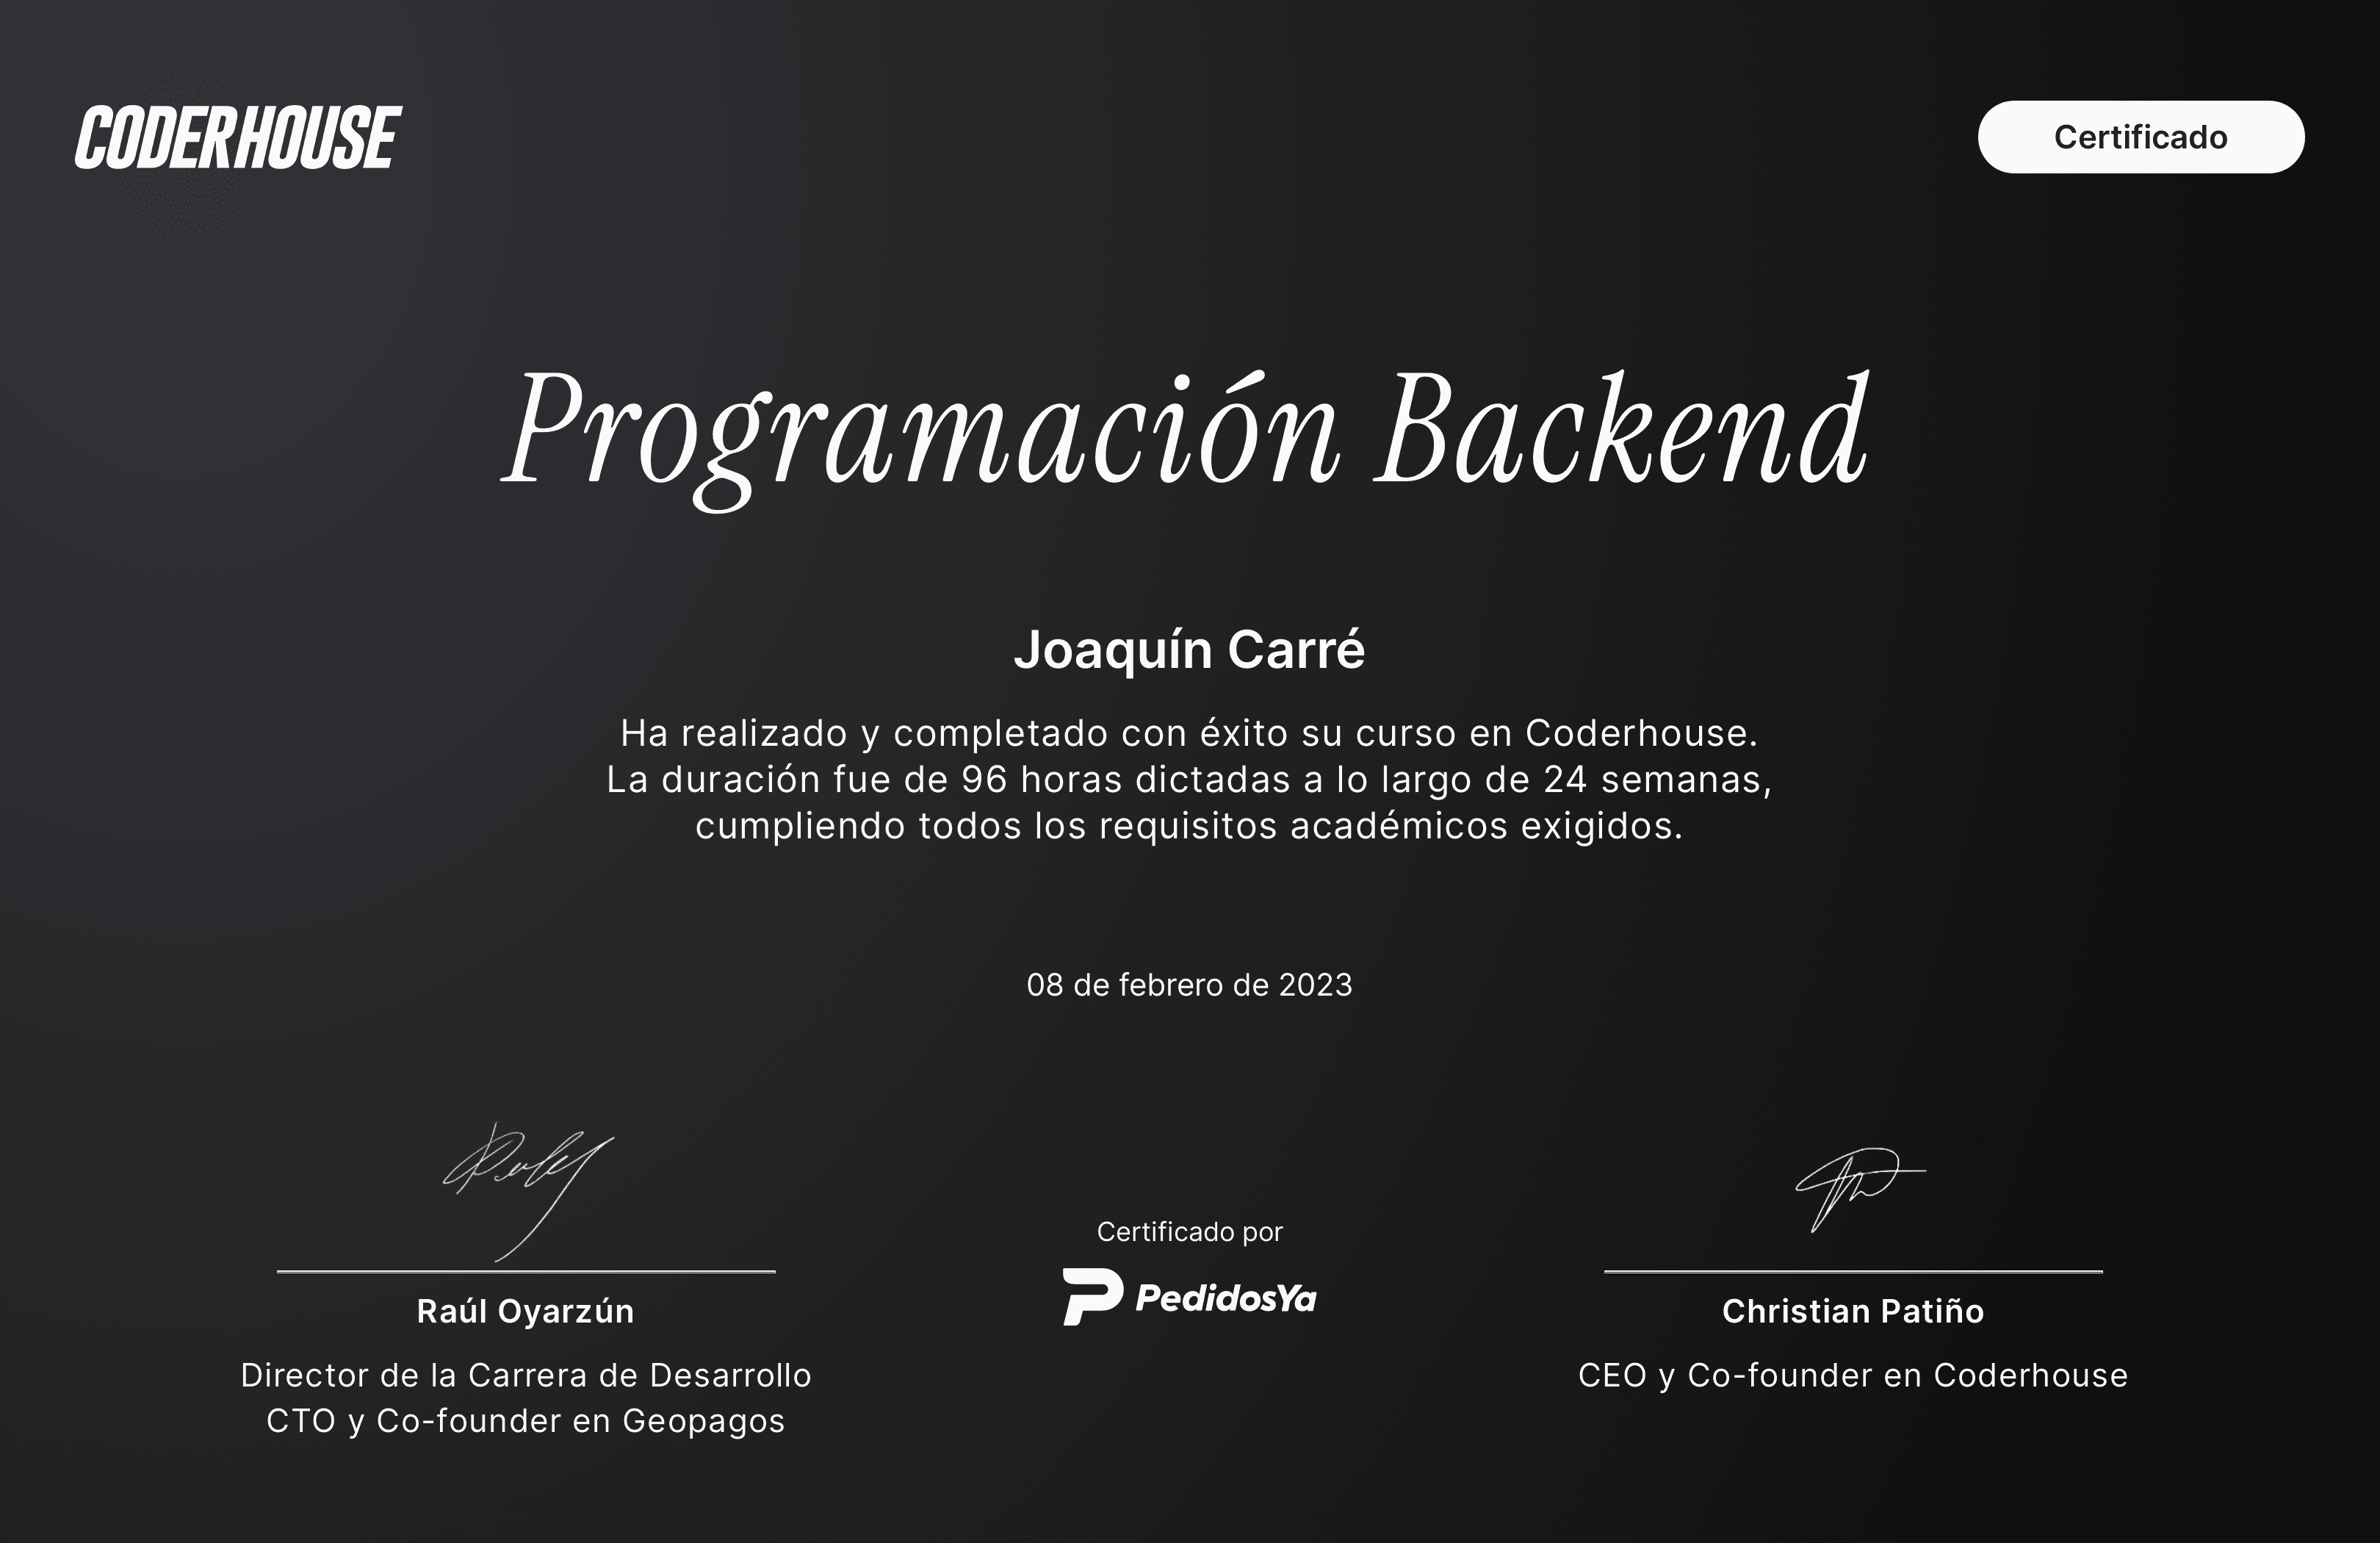 CODERHOUSE
Certificado
Programación Backend
Joaquín Carré
Ha realizado y completado con éxito su curso en Coderhouse.
La duración fue de 96 horas dictadas a lo largo de 24 semanas,
cumpliendo todos los requisitos académicos exigidos.
08 de febrero de 2023
Certificado por
PedidosYa
Raúl Oyarzún
Director de la Carrera de Desarrollo
CTO y Co-founder en Geopagos
Christian Patiño
CEO y Co-founder en Coderhouse